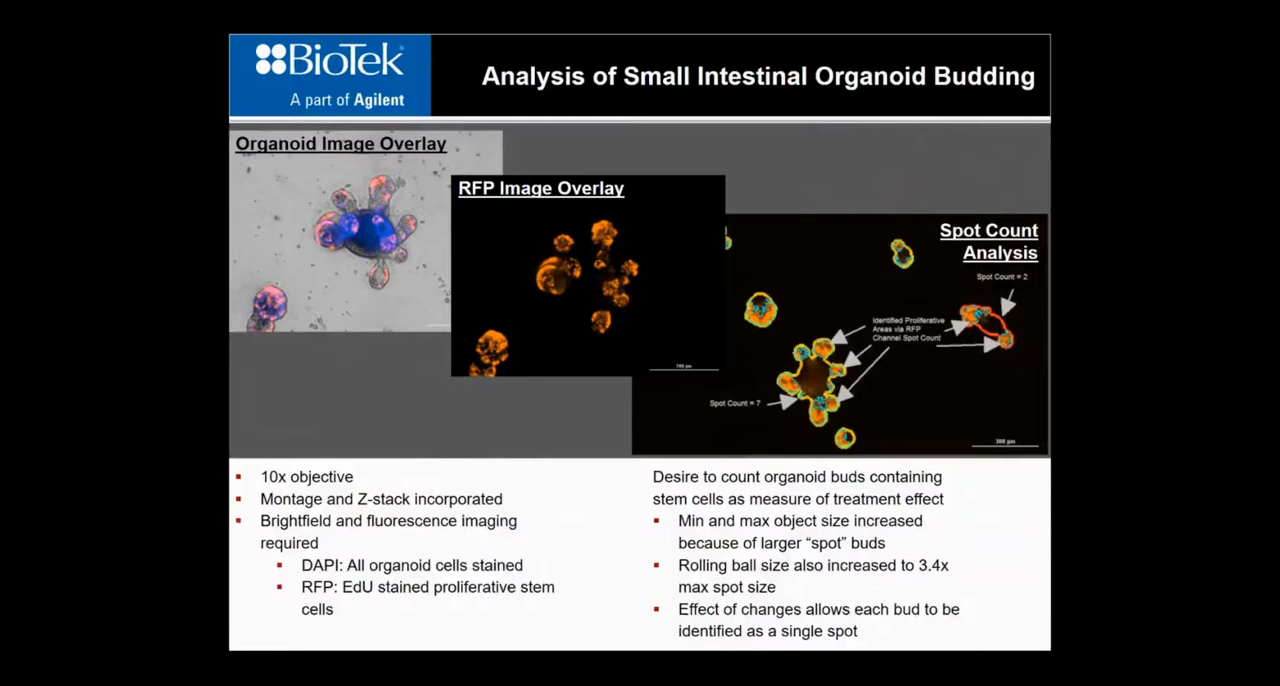 BioTek
A part of Agilent
Analysis of Small Intestinal Organoid Budding
Organoid Image Overlay
RFP Image Overlay
700 µm
Spot Count
Analysis
Spot Count = 2
Identified Proliferative
Areas via RFP
Channel Spot Count
Spot Count = 7
300 µm
10x objective
Montage and Z-stack incorporated
Brightfield and fluorescence imaging
required
DAPI: All organoid cells stained
RFP: EdU stained proliferative stem
cells
Desire to count organoid buds containing
stem cells as measure of treatment effect
Min and max object size increased
because of larger “spot” buds
Rolling ball size also increased to 3.4x
max spot size
Effect of changes allows each bud to be
identified as a single spot